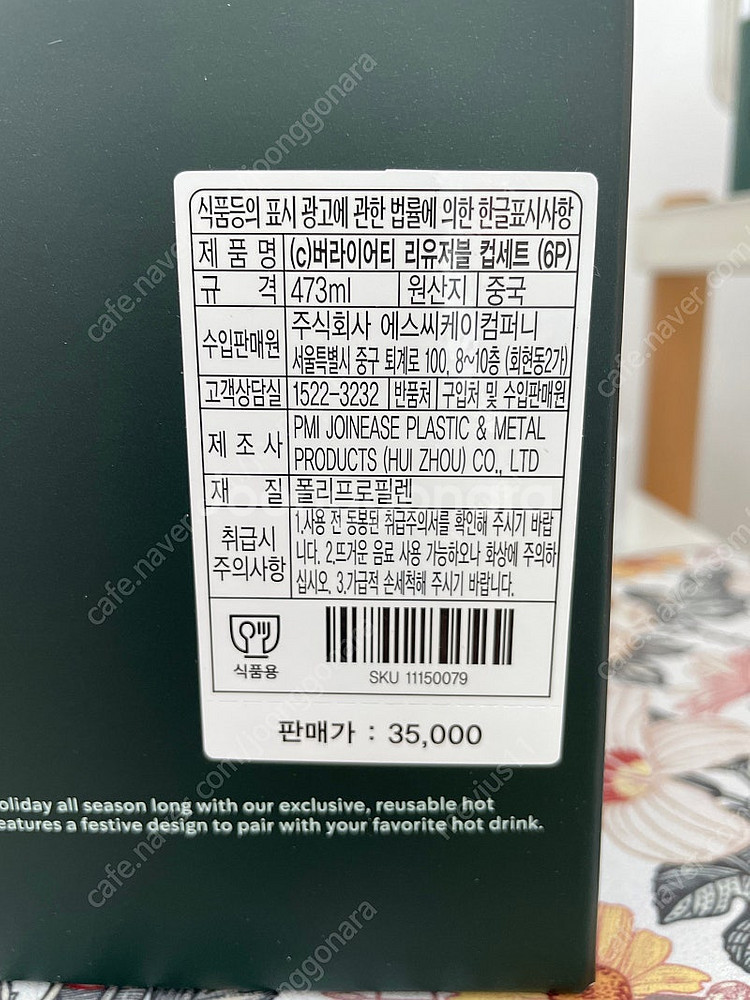 식품등의 표시 광고에 관한 법률에 의한 한글표시사항
제 품 명 (c)버라이어티 리유저블 컵세트 (6P)
규 격 473ml 원산지 중국
수입판매원 주식회사 에스씨케이컴퍼니
서울특별시 중구 퇴계로 100, 8~10층 (회현동2가)
고객상담실 1522-3232 반품처 구입처 및 수입판매원
제 조 사 PMI JOINEASE PLASTIC & METAL
PRODUCTS (HUI ZHOU) CO., LTD
재 질 폴리프로필렌
취급시 주의사항 1.사용 전 동봉된 취급주의서를 확인해 주시기 바랍
니다. 2.뜨거운 음료 사용 가능하오나 화상에 주의하
십시오. 3.가급적 손세척해 주시기 바랍니다.
식품용
SKU 11150079
판매가 : 35,000
oliday all season long with our exclusive, reusable hot
eatures a festive design to pair with your favorite hot drink.
joonggonara
cafe.naver.com/joonggonara
cafe.naver